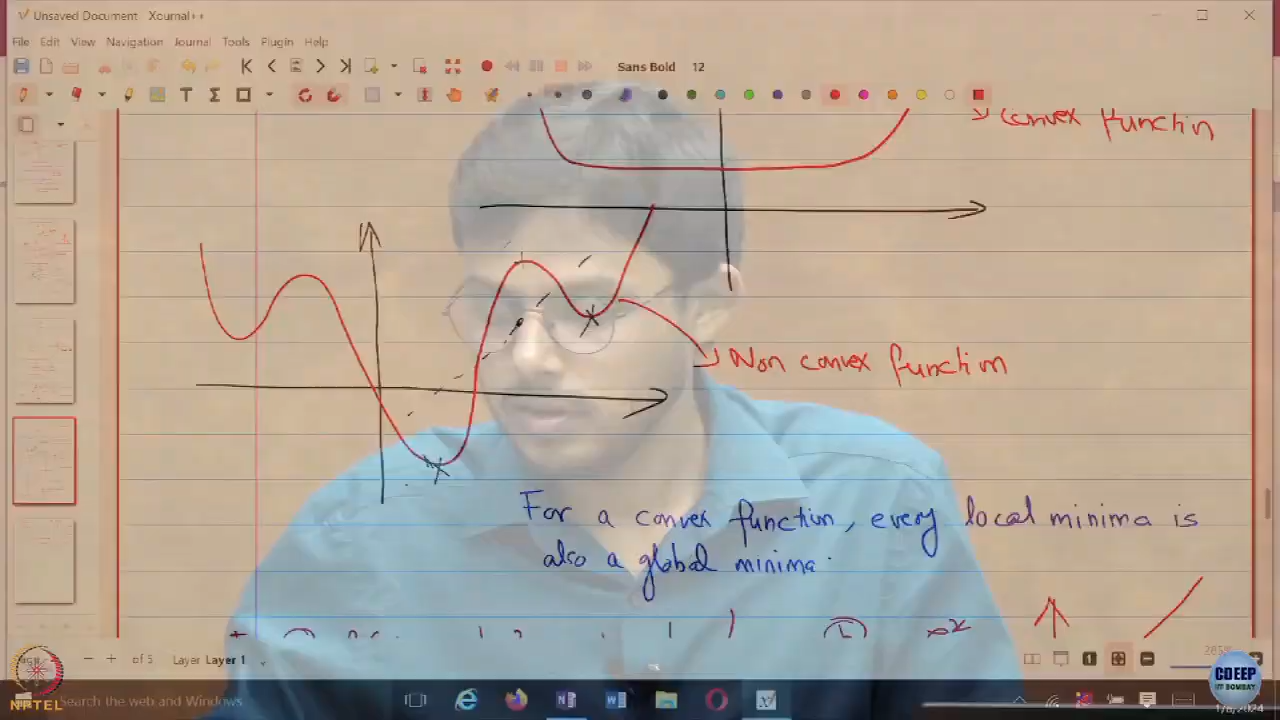 Unsaved Document Xournal++
File Edit View Navigation Journal Tools Plugin Help
Sans Bold 12
Convex functin
Non convex function
For a convex function, every local minima is
also a global minima.
of 5 Layer Layer 1
285%
Search the web and Windows
NPTEL
CDEEP
IIT BOMBAY